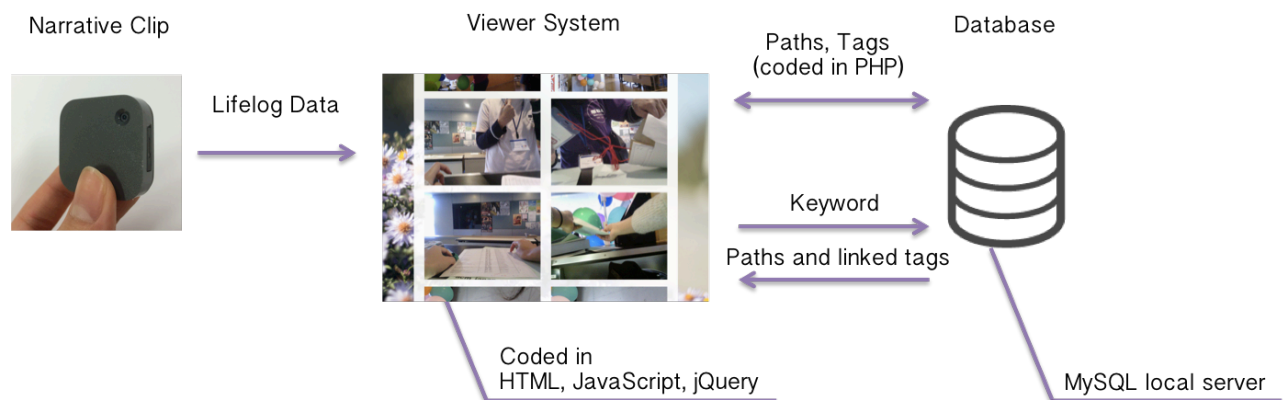 Narrative Clip
Viewer System
Database
Paths, Tags
(coded in PHP)
Lifelog Data
Keyword
Paths and linked tags
Coded in
HTML, JavaScript, jQuery
MySQL local server